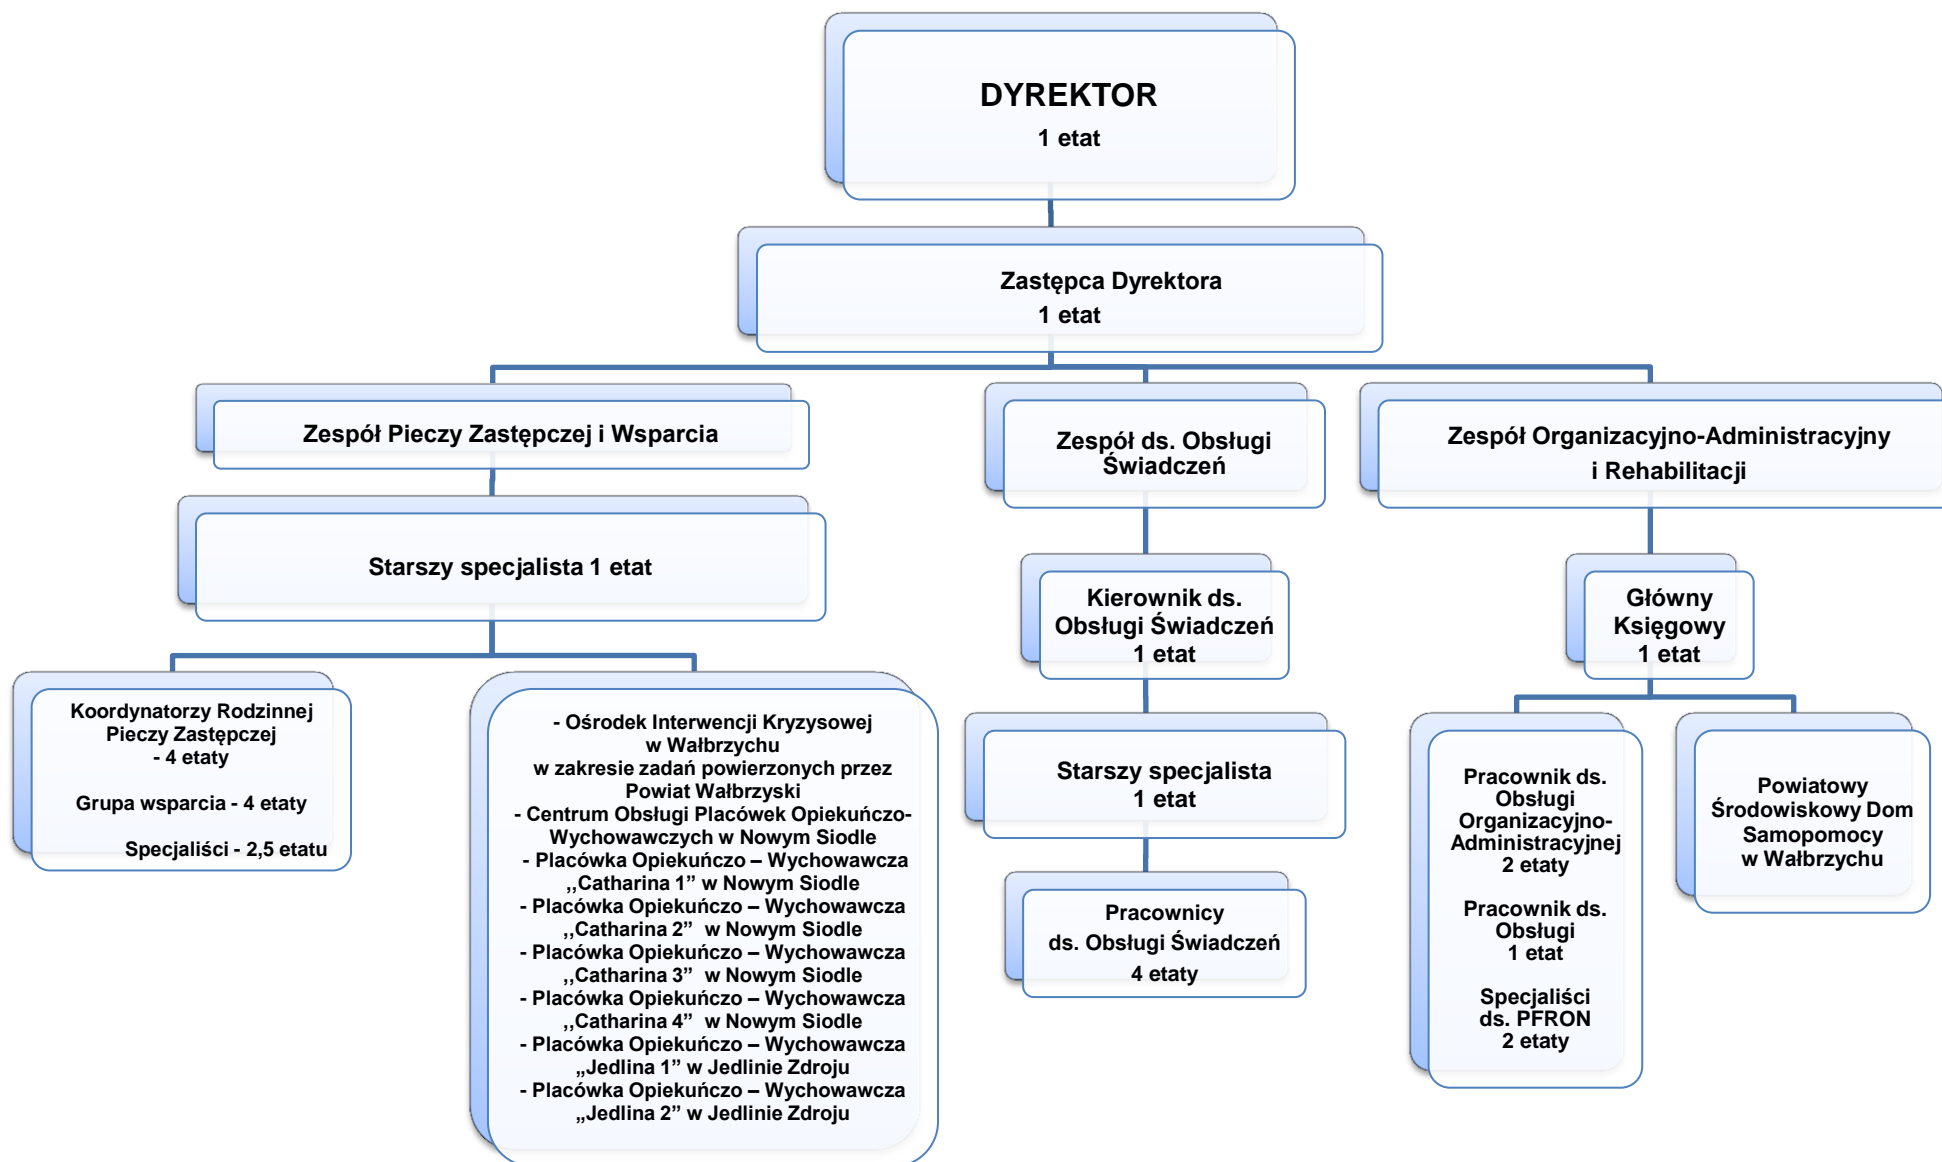 DYREKTOR
1 etat
Zastępca Dyrektora
1 etat
Zespół Pieczy Zastępczej i Wsparcia
Starszy specjalista 1 etat
Koordynatorzy Rodzinnej
Pieczy Zastępczej
- 4 etaty
Grupa wsparcia - 4 etaty
Specjaliści - 2,5 etatu
- Ośrodek Interwencji Kryzysowej
w Wałbrzychu
w zakresie zadań powierzonych przez
Powiat Wałbrzyski
- Centrum Obsługi Placówek Opiekuńczo-
Wychowawczych w Nowym Siodle
- Placówka Opiekuńczo – Wychowawcza
,,Catharina 1” w Nowym Siodle
- Placówka Opiekuńczo – Wychowawcza
,,Catharina 2”  w Nowym Siodle
- Placówka Opiekuńczo – Wychowawcza
,,Catharina 3”  w Nowym Siodle
- Placówka Opiekuńczo – Wychowawcza
,,Catharina 4”  w Nowym Siodle
- Placówka Opiekuńczo – Wychowawcza
„Jedlina 1” w Jedlinie Zdroju
- Placówka Opiekuńczo – Wychowawcza
„Jedlina 2” w Jedlinie Zdroju
Zespół ds. Obsługi
Świadczeń
Kierownik ds.
Obsługi Świadczeń
1 etat
Starszy specjalista
1 etat
Pracownicy
ds. Obsługi Świadczeń
4 etaty
Zespół Organizacyjno-Administracyjny
i Rehabilitacji
Główny
Księgowy
1 etat
Pracownik ds.
Obsługi
Organizacyjno-
Administracyjnej
2 etaty
Pracownik ds.
Obsługi
1 etat
Specjaliści
ds. PFRON
2 etaty
Powiatowy
Środowiskowy Dom
Samopomocy
w Wałbrzychu